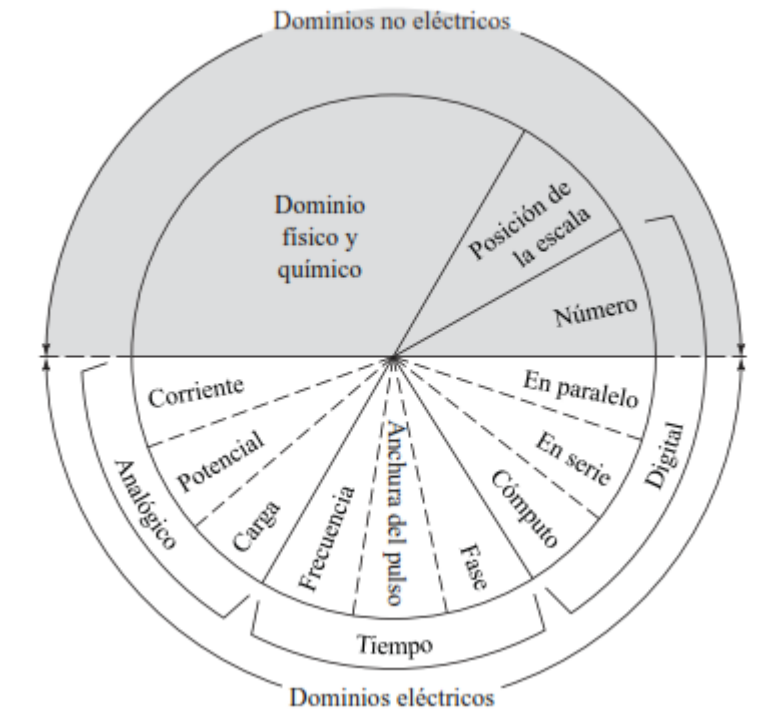 Dominios no eléctricos
Dominio
físico y
químico
Posición de
la escala
Número
Corriente
Potencial
Carga
Frecuencia
Anchura del pulso
Fase
Cómputo
En serie
En paralelo
Analógico
Tiempo
Digital
Dominios eléctricos